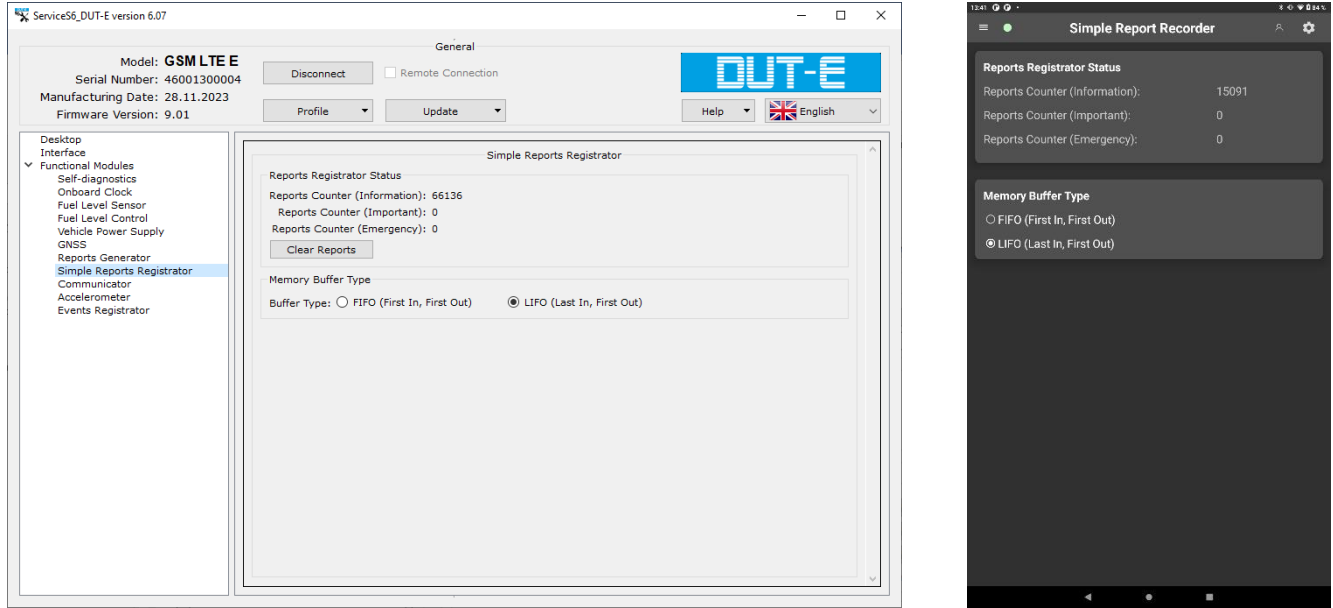 ServiceS6_DUT-E version 6.07
General
Model: GSM LTE E
Serial Number: 46001300004
Manufacturing Date: 28.11.2023
Firmware Version: 9.01
Disconnect
Remote Connection
Profile
Update
DUT-E
Help
English
Desktop
Interface
Functional Modules
Self-diagnostics
Onboard Clock
Fuel Level Sensor
Fuel Level Control
Vehicle Power Supply
GNSS
Reports Generator
Simple Reports Registrator
Communicator
Accelerometer
Events Registrator
Simple Reports Registrator
Reports Registrator Status
Reports Counter (Information): 66136
Reports Counter (Important): 0
Reports Counter (Emergency): 0
Clear Reports
Memory Buffer Type
Buffer Type: FIFO (First In, First Out) LIFO (Last In, First Out)
12:41
84%
Simple Report Recorder
Reports Registrator Status
Reports Counter (Information): 15091
Reports Counter (Important): 0
Reports Counter (Emergency): 0
Memory Buffer Type
FIFO (First In, First Out)
LIFO (Last In, First Out)